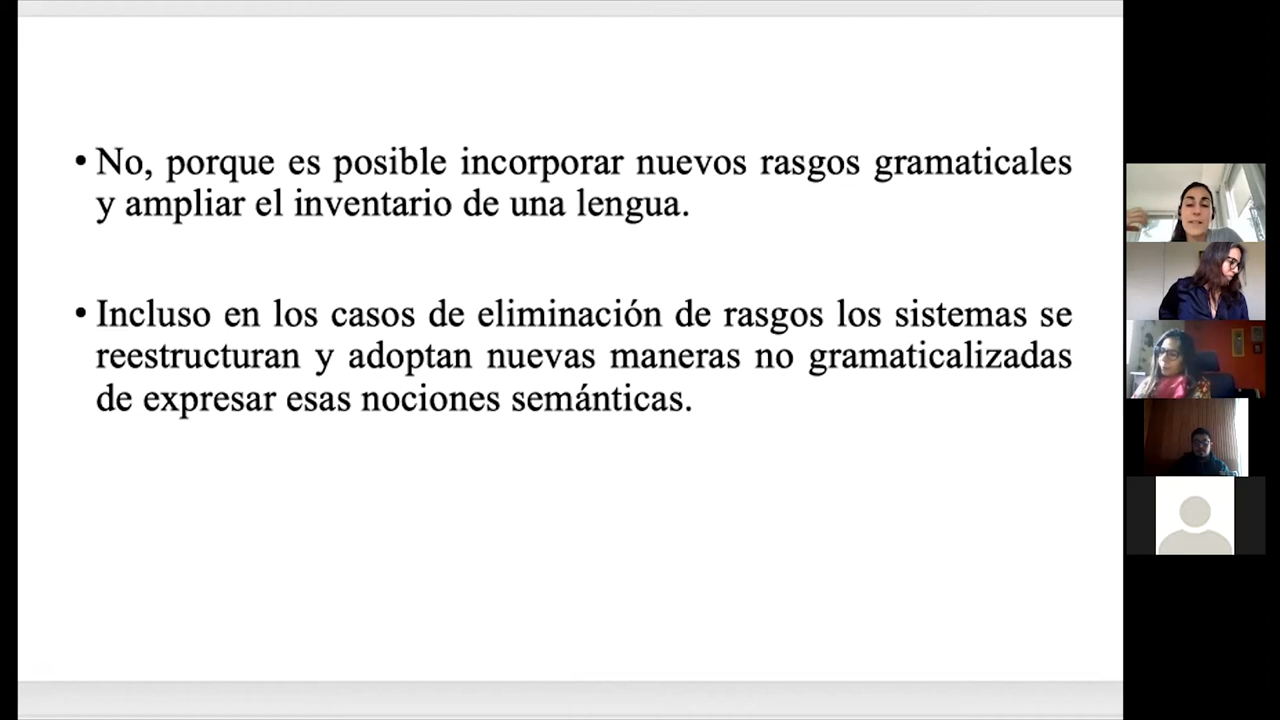 • No, porque es posible incorporar nuevos rasgos gramaticales
y ampliar el inventario de una lengua.
• Incluso en los casos de eliminación de rasgos los sistemas se
reestructuran y adoptan nuevas maneras no gramaticalizadas
de expresar esas nociones semánticas.